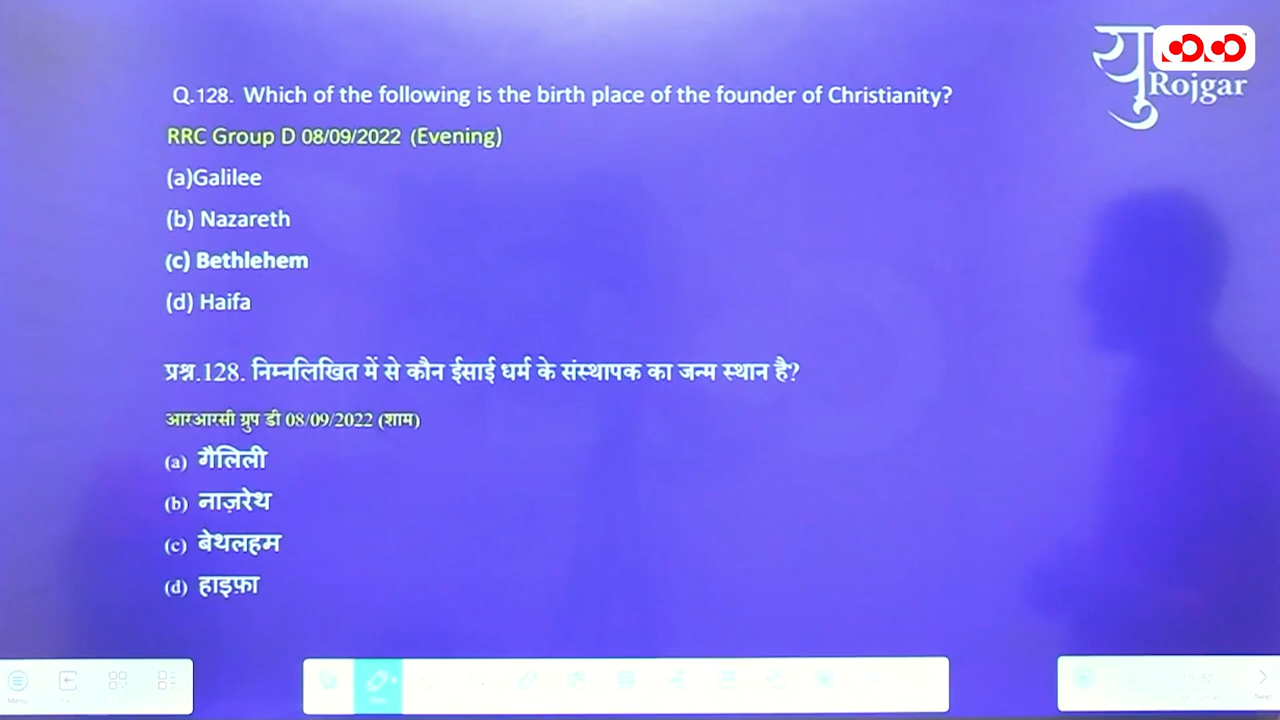 यु
Rojgar
Q.128. Which of the following is the birth place of the founder of Christianity?
RRC Group D 08/09/2022 (Evening)
(a)Galilee
(b) Nazareth
(c) Bethlehem
(d) Haifa
प्रश्न.128. निम्नलिखित में से कौन ईसाई धर्म के संस्थापक का जन्म स्थान है?
आरआरसी ग्रुप डी 08/09/2022 (शाम)
(a) गैलिली
(b) नाज़रेथ
(c) बेथलहम
(d) हाइफ़ा
Menu
Next